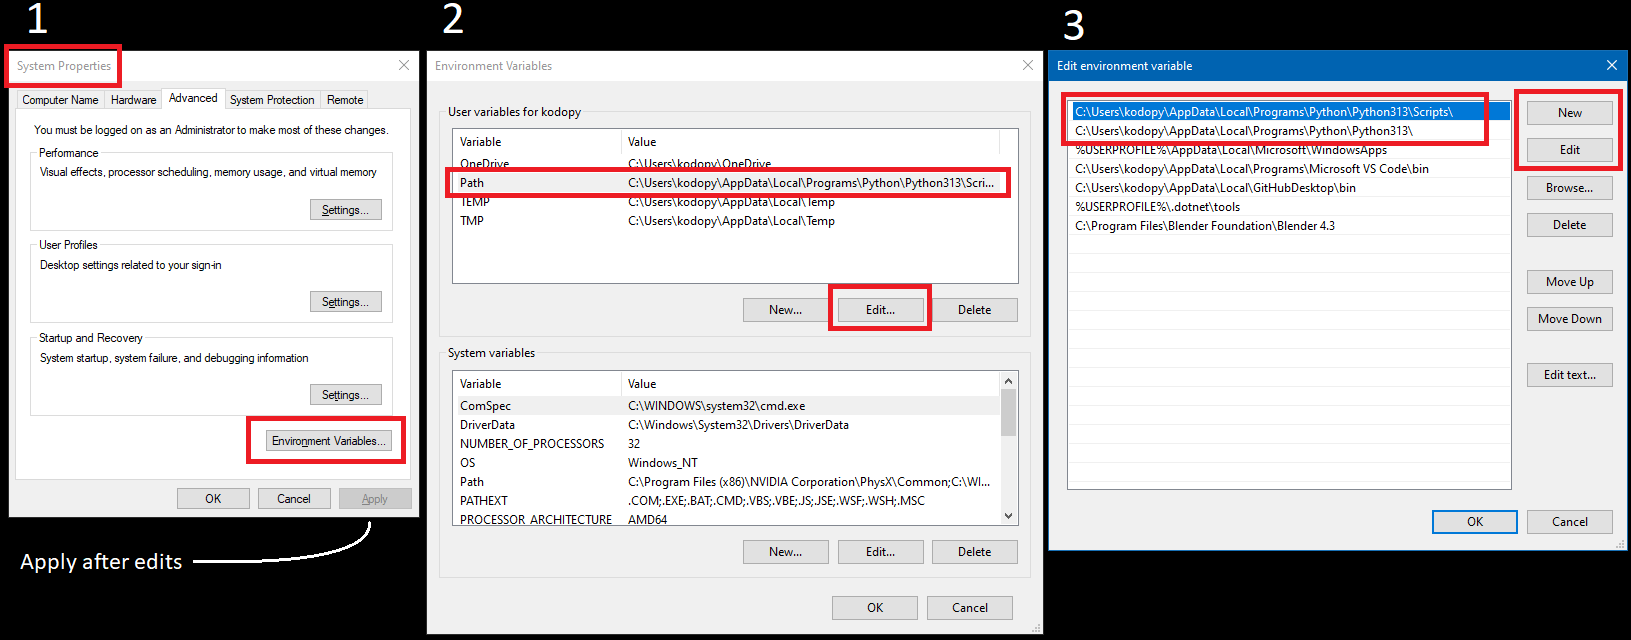 1
System Properties
Computer Name
Hardware
Advanced
System Protection
Remote
You must be logged on as an Administrator to make most of these changes.
Performance
Visual effects, processor scheduling, memory usage, and virtual memory
Settings...
User Profiles
Desktop settings related to your sign-in
Settings...
Startup and Recovery
System startup, system failure, and debugging information
Settings...
Environment Variables...
OK
Cancel
Apply
Apply after edits
2
Environment Variables
User variables for kodopy
Variable Value
OneDrive C:\Users\kodopy\OneDrive
Path C:\Users\kodopy\AppData\Local\Programs\Python\Python313\Scri...
TEMP C:\Users\kodopy\AppData\Local\Temp
TMP C:\Users\kodopy\AppData\Local\Temp
New...
Edit...
Delete
System variables
Variable Value
ComSpec C:\WINDOWS\system32\cmd.exe
DriverData C:\Windows\System32\Drivers\DriverData
NUMBER_OF_PROCESSORS 32
OS Windows_NT
Path C:\Program Files (x86)\NVIDIA Corporation\PhysX\Common;C:\WI...
PATHEXT .COM;.EXE;.BAT;.CMD;.VBS;.VBE;.JS;.JSE;.WSF;.WSH;.MSC
PROCESSOR_ARCHITECTURE AMD64
New...
Edit...
Delete
OK
Cancel
3
Edit environment variable
C:\Users\kodopy\AppData\Local\Programs\Python\Python313\Scripts\
C:\Users\kodopy\AppData\Local\Programs\Python\Python313\
%USERPROFILE%\AppData\Local\Microsoft\WindowsApps
C:\Users\kodopy\AppData\Local\Programs\Microsoft VS Code\bin
C:\Users\kodopy\AppData\Local\GitHubDesktop\bin
%USERPROFILE%\.dotnet\tools
C:\Program Files\Blender Foundation\Blender 4.3
New
Edit
Browse...
Delete
Move Up
Move Down
Edit text...
OK
Cancel